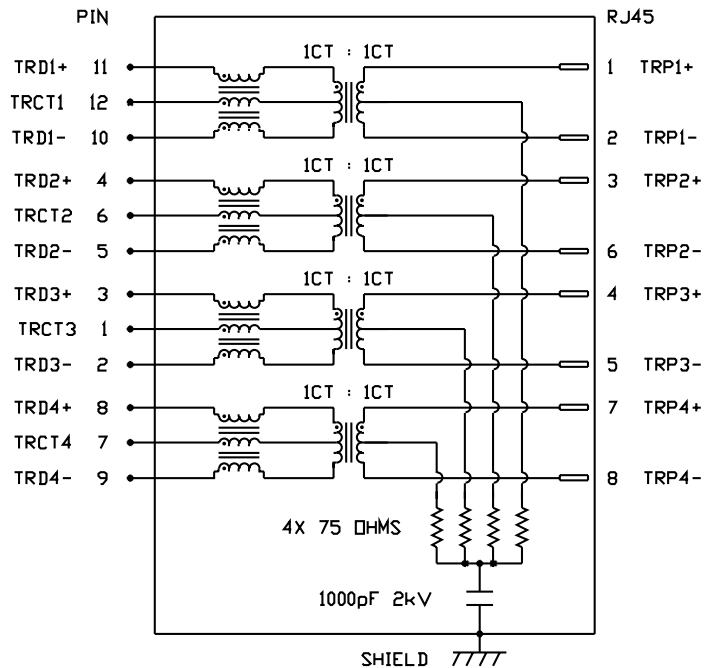 PIN RJ45
1CT : 1CT
TRD1+ 11 1 TRP1+
TRCT1 12
TRD1- 10 2 TRP1-
1CT : 1CT
TRD2+ 4 3 TRP2+
TRCT2 6
TRD2- 5 6 TRP2-
1CT : 1CT
TRD3+ 3 4 TRP3+
TRCT3 1
TRD3- 2 5 TRP3-
1CT : 1CT
TRD4+ 8 7 TRP4+
TRCT4 7
TRD4- 9 8 TRP4-
4X 75 OHMS
1000pF 2kV
SHIELD